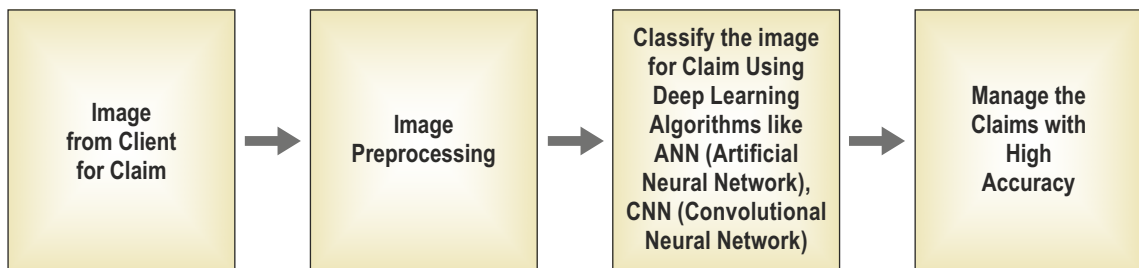 Image
from Client
for Claim
Image
Preprocessing
Classify the image
for Claim Using
Deep Learning
Algorithms like
ANN (Artificial
Neural Network),
CNN (Convolutional
Neural Network)
Manage the
Claims with
High
Accuracy